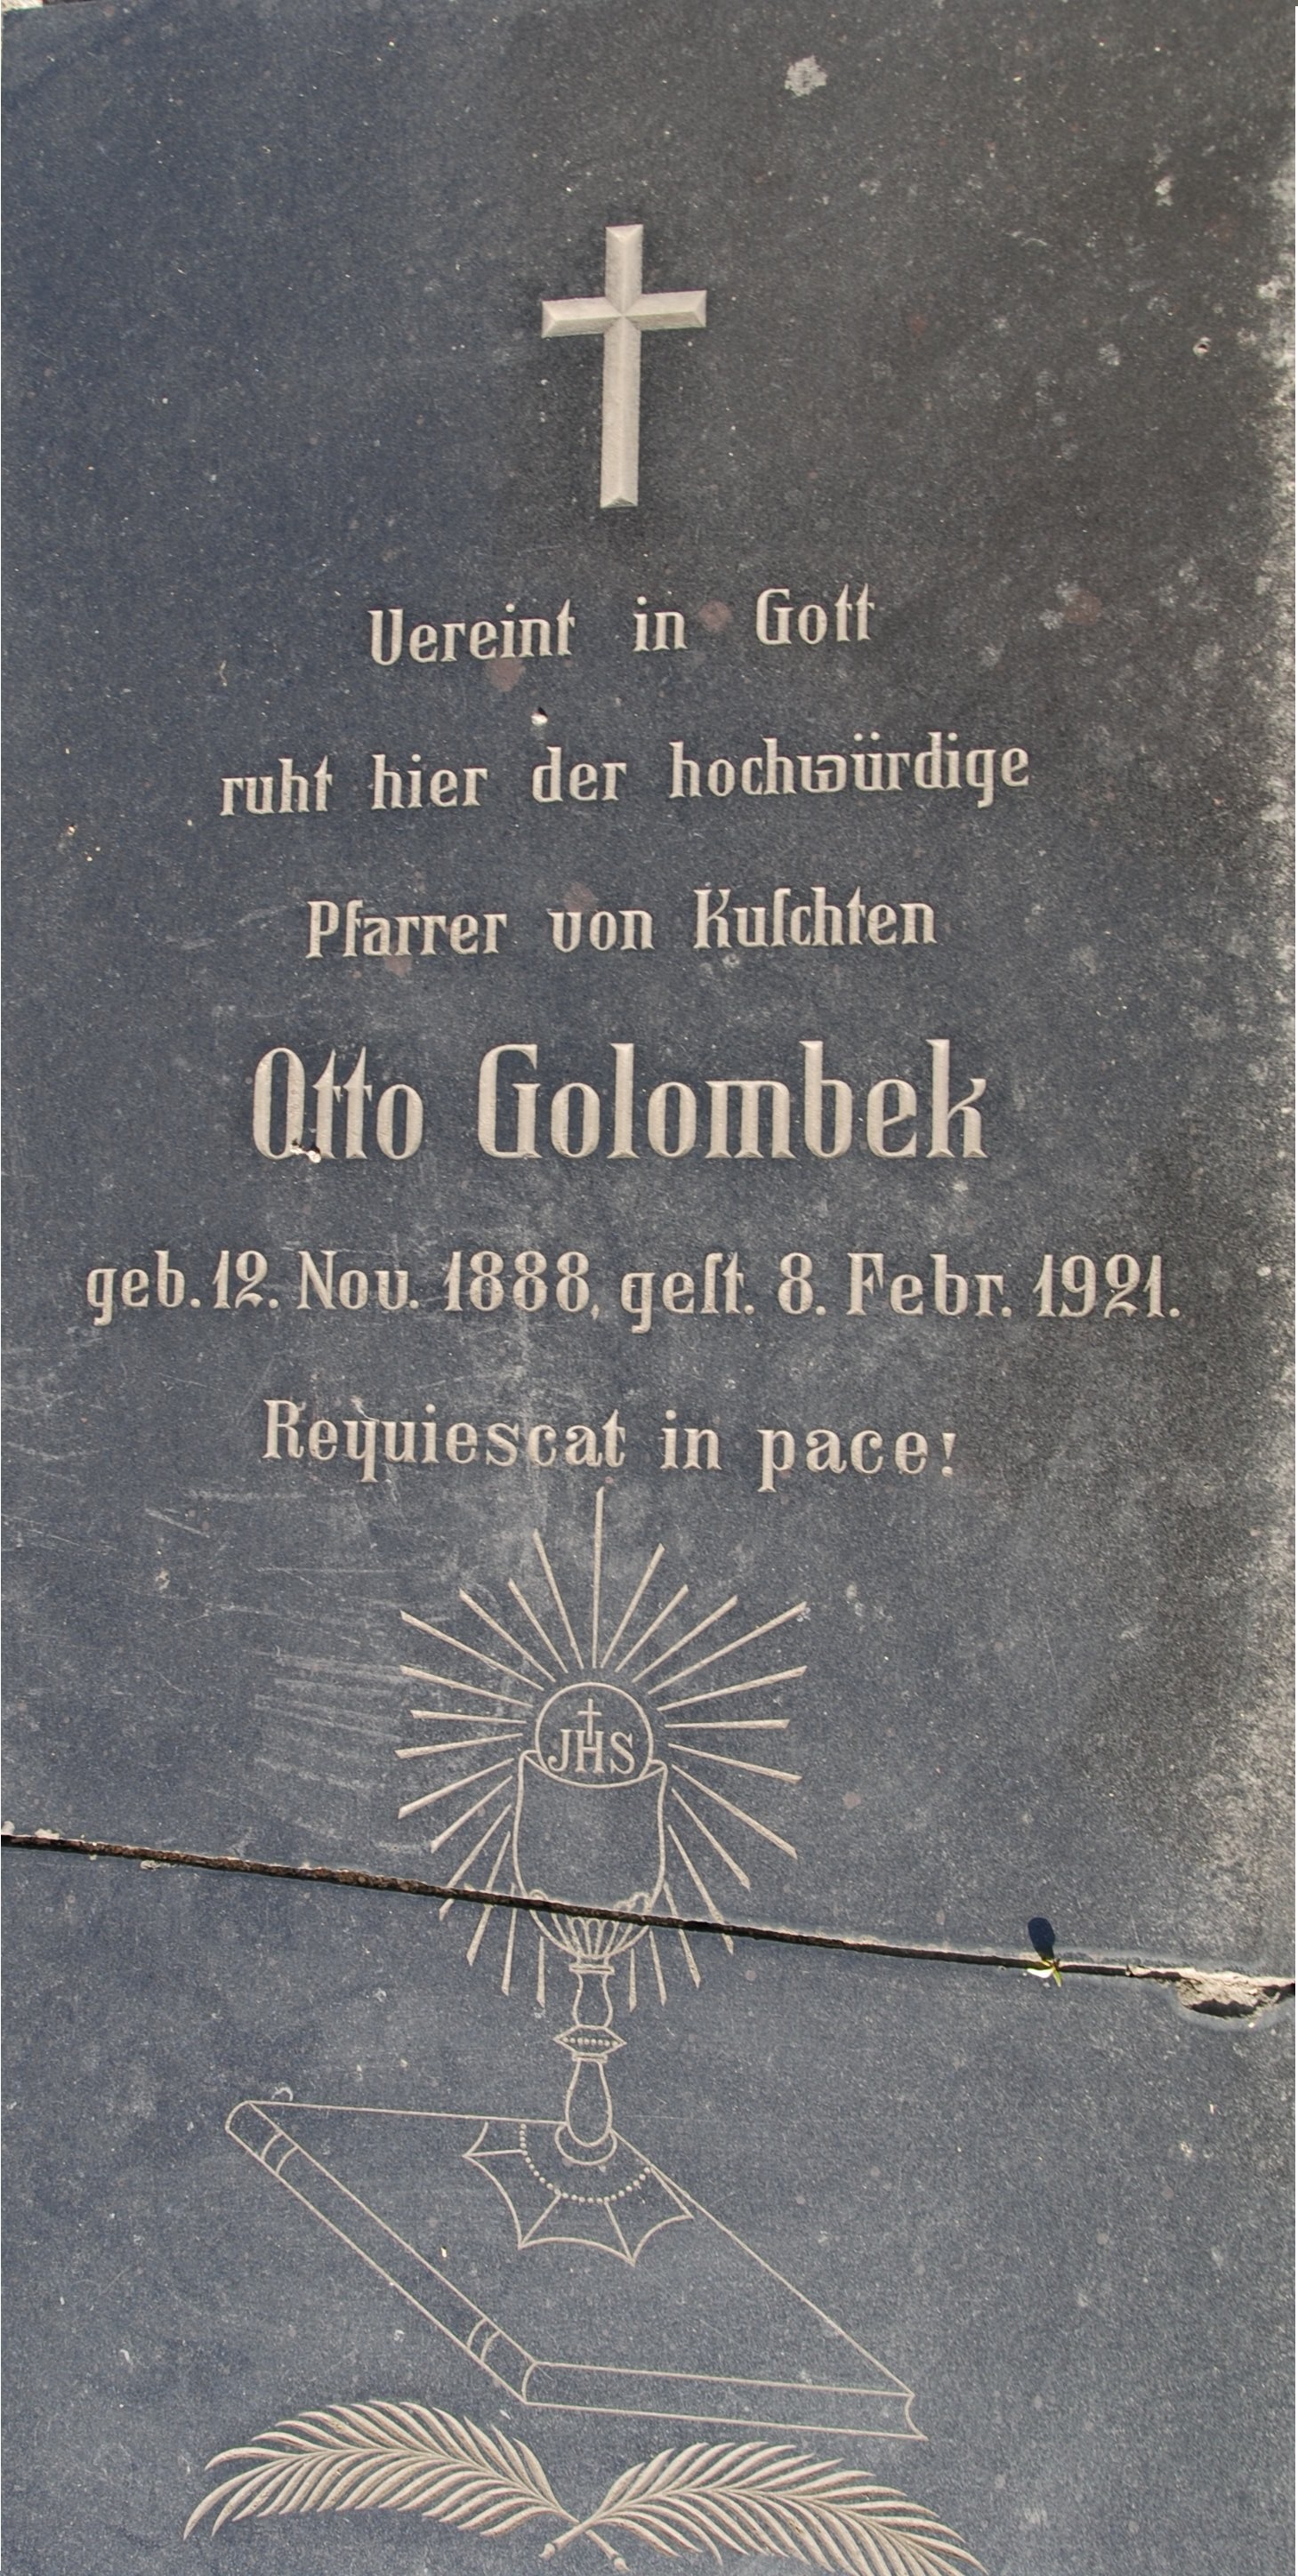 Vereint in Gott
ruht hier der hochwürdige
Pfarrer von Kuſchten
Otto Golombek
geb. 12. Nov. 1888, geſt. 8. Febr. 1921.
Requiescat in pace!
JHS